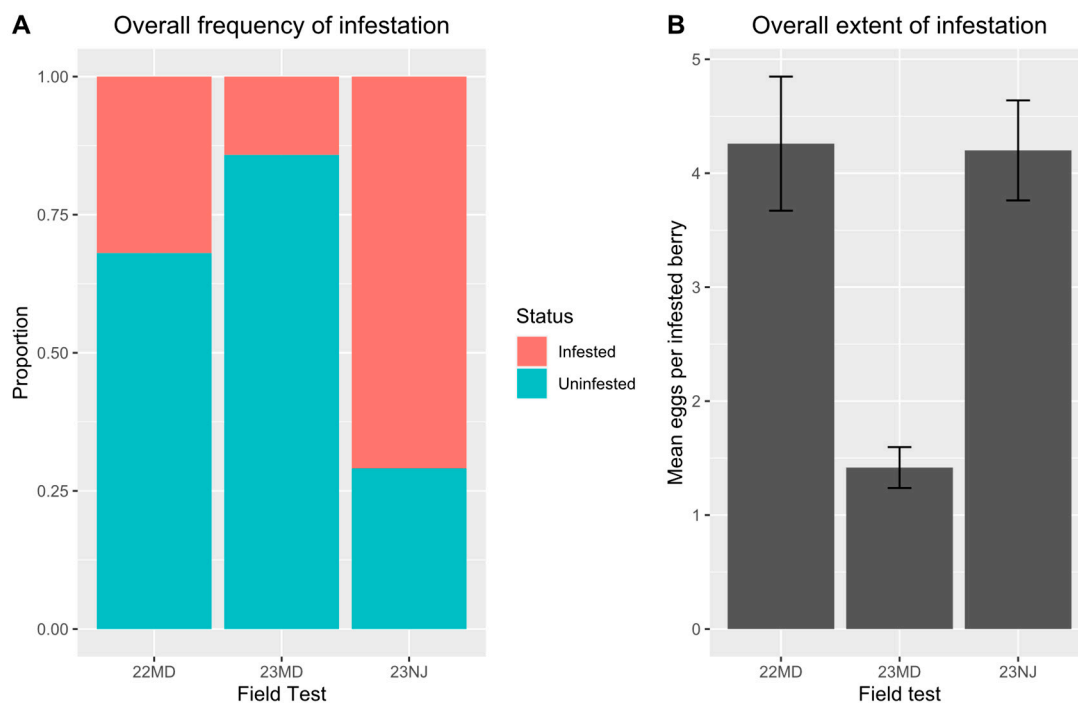 A
Overall frequency of infestation
1.00
0.75
0.50
0.25
0.00
Proportion
22MD
23MD
23NJ
Field Test
Status
Infested
Uninfested
B
Overall extent of infestation
5
4
3
2
1
0
Mean eggs per infested berry
22MD
23MD
23NJ
Field test